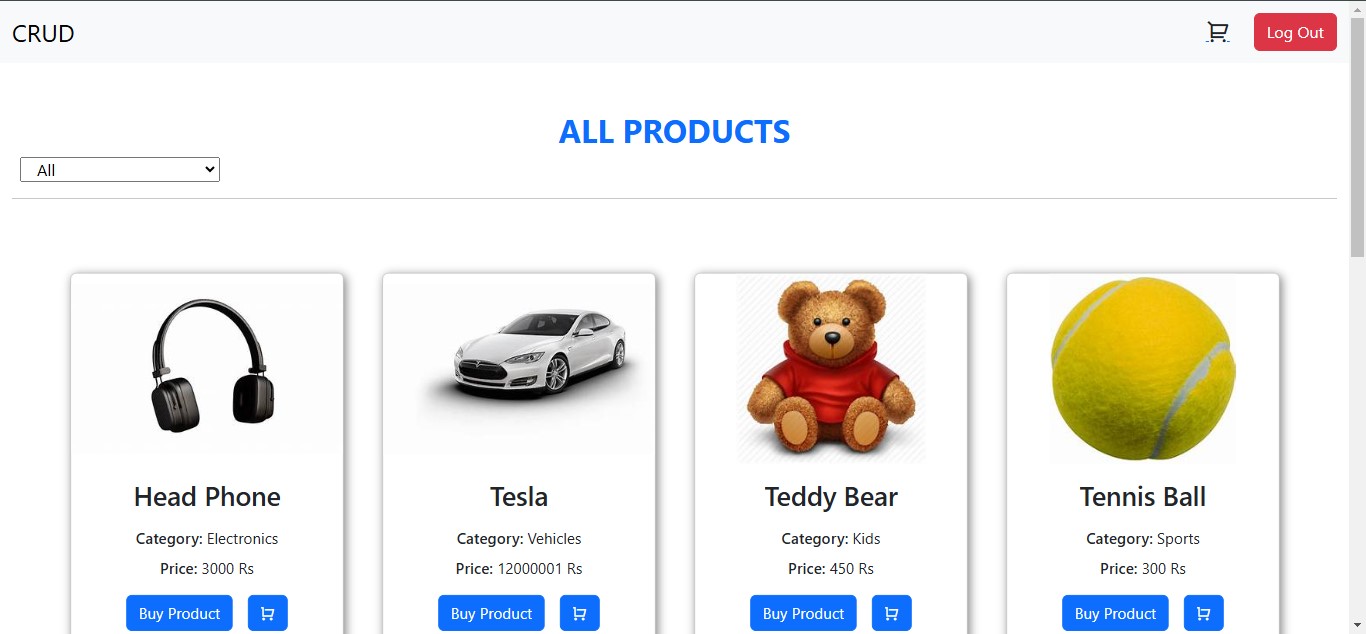 CRUD
Log Out
ALL PRODUCTS
All
Head Phone
Category: Electronics
Price: 3000 Rs
Buy Product
Tesla
Category: Vehicles
Price: 12000001 Rs
Buy Product
Teddy Bear
Category: Kids
Price: 450 Rs
Buy Product
Tennis Ball
Category: Sports
Price: 300 Rs
Buy Product